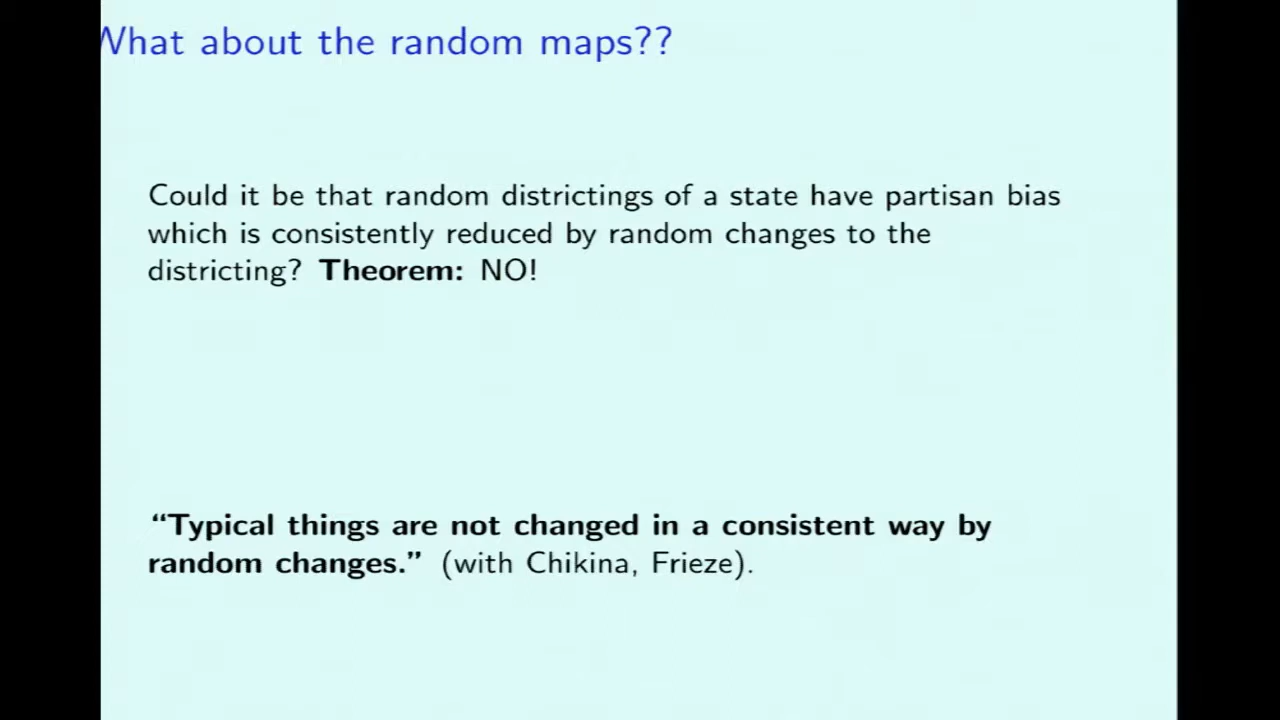 What about the random maps??
Could it be that random districtings of a state have partisan bias
which is consistently reduced by random changes to the
districting? Theorem: NO!
“Typical things are not changed in a consistent way by
random changes.” (with Chikina, Frieze).